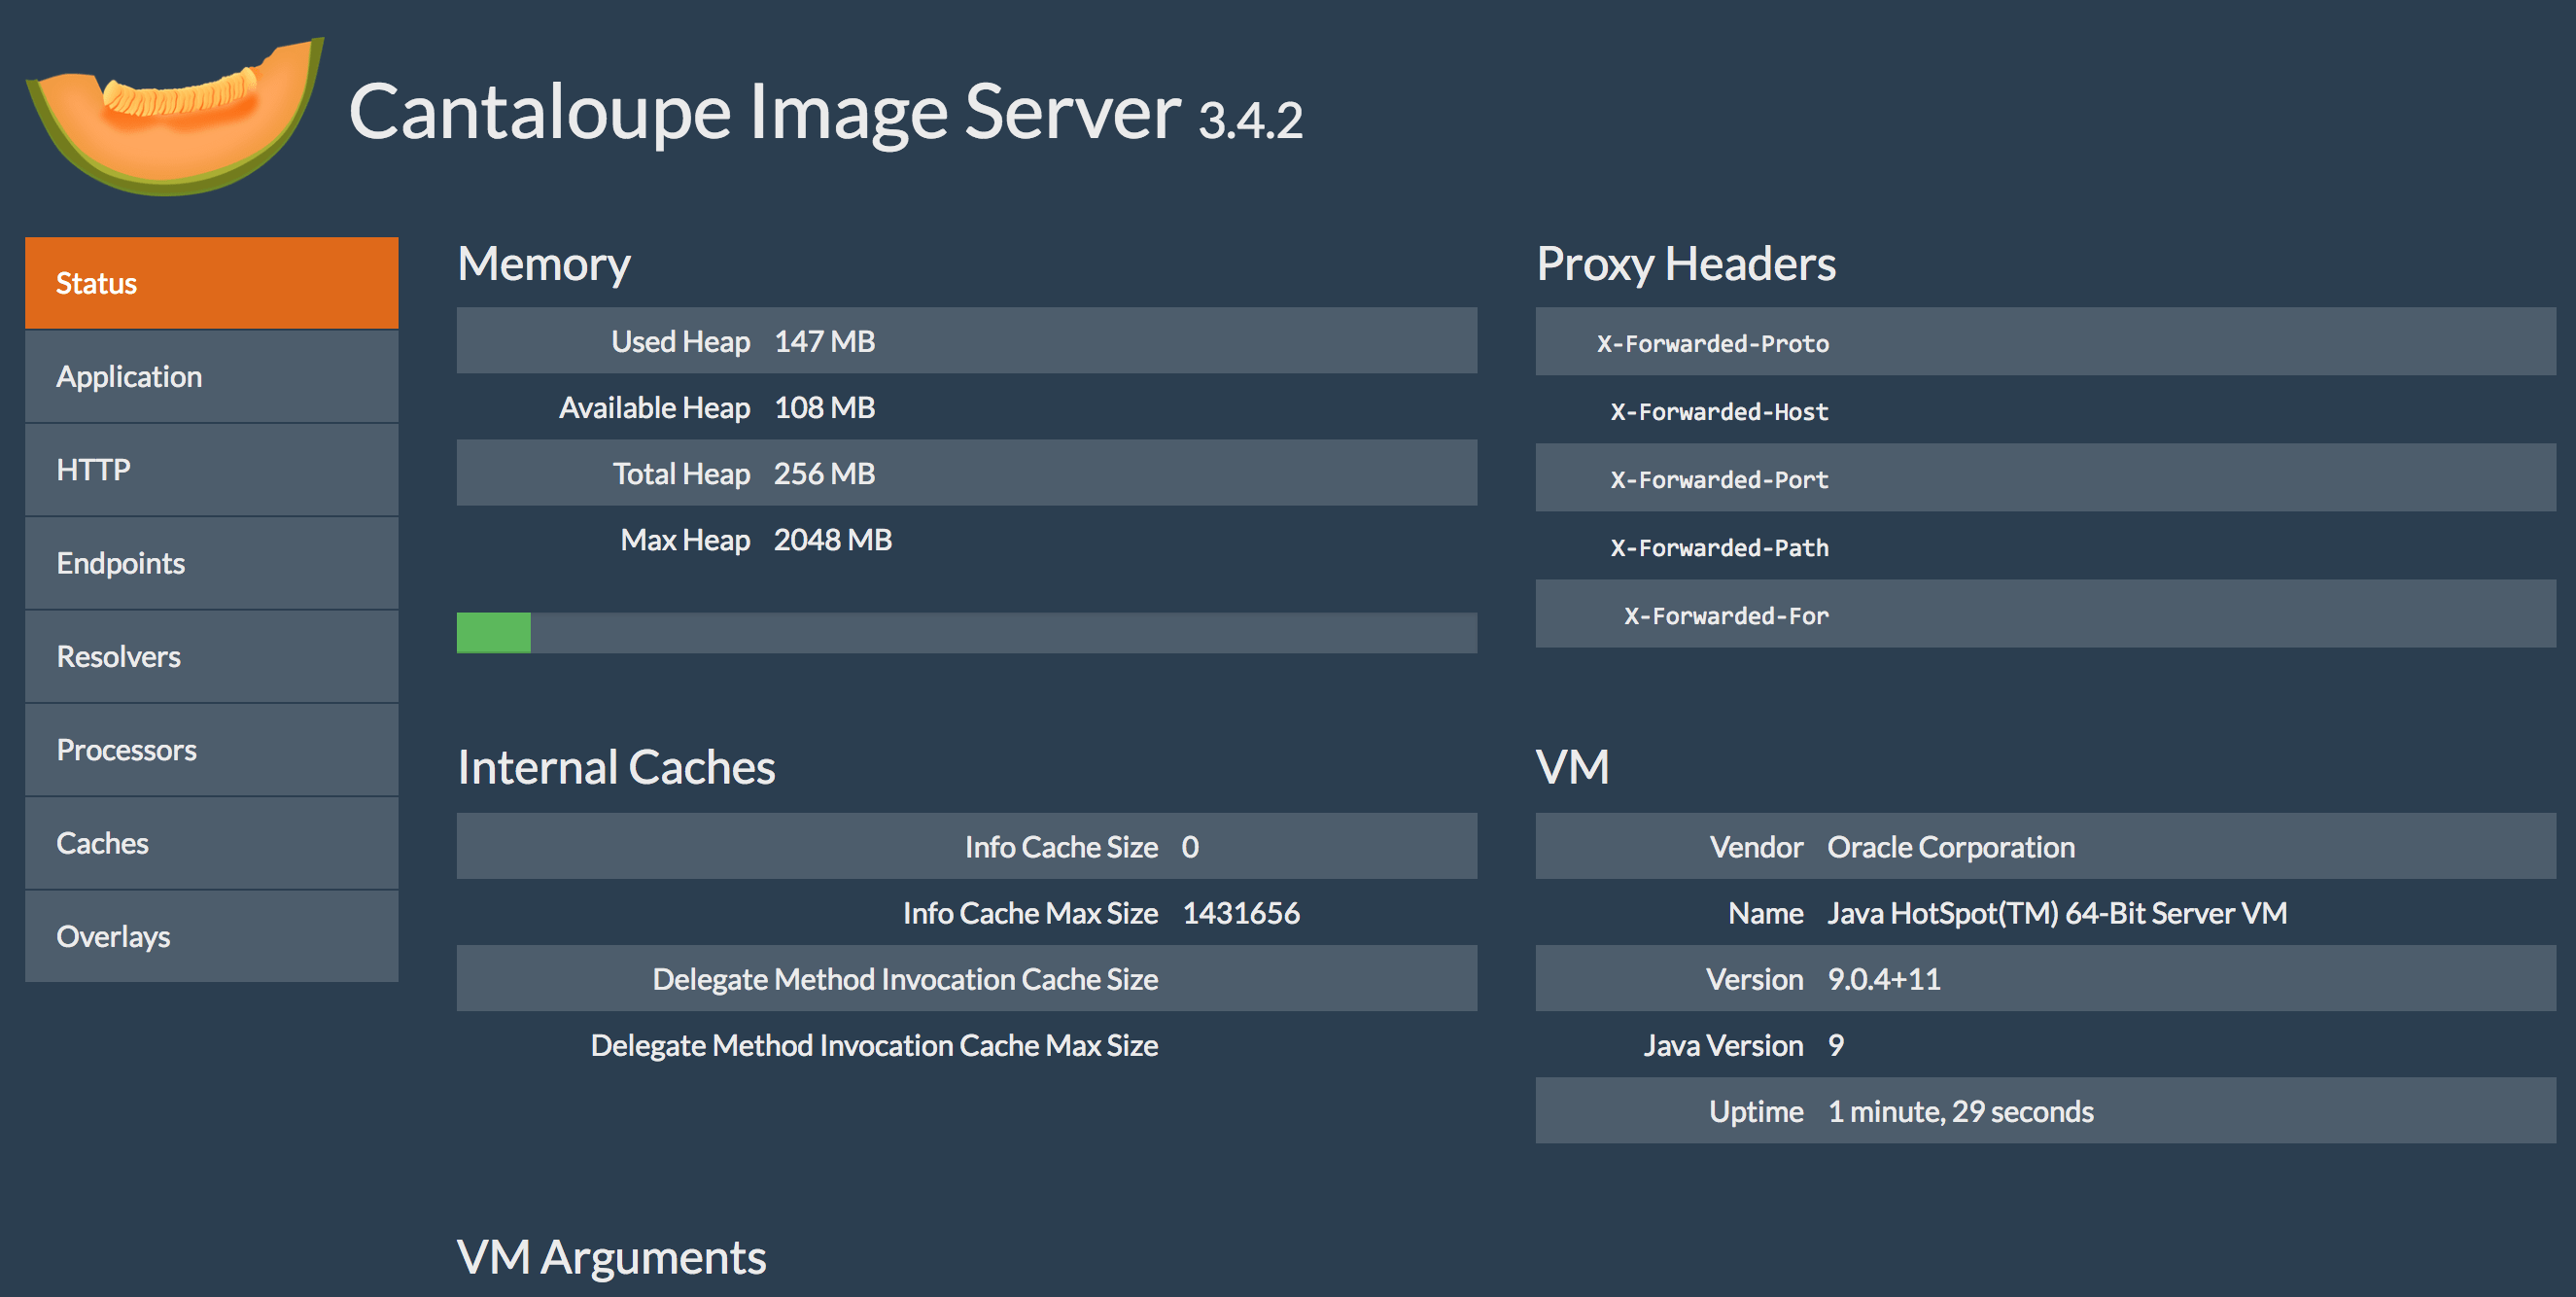 Cantaloupe Image Server 3.4.2
Status
Application
HTTP
Endpoints
Resolvers
Processors
Caches
Overlays
Memory
Used Heap 147 MB
Available Heap 108 MB
Total Heap 256 MB
Max Heap 2048 MB
Proxy Headers
X-Forwarded-Proto
X-Forwarded-Host
X-Forwarded-Port
X-Forwarded-Path
X-Forwarded-For
Internal Caches
Info Cache Size 0
Info Cache Max Size 1431656
Delegate Method Invocation Cache Size
Delegate Method Invocation Cache Max Size
VM
Vendor Oracle Corporation
Name Java HotSpot(TM) 64-Bit Server VM
Version 9.0.4+11
Java Version 9
Uptime 1 minute, 29 seconds
VM Arguments